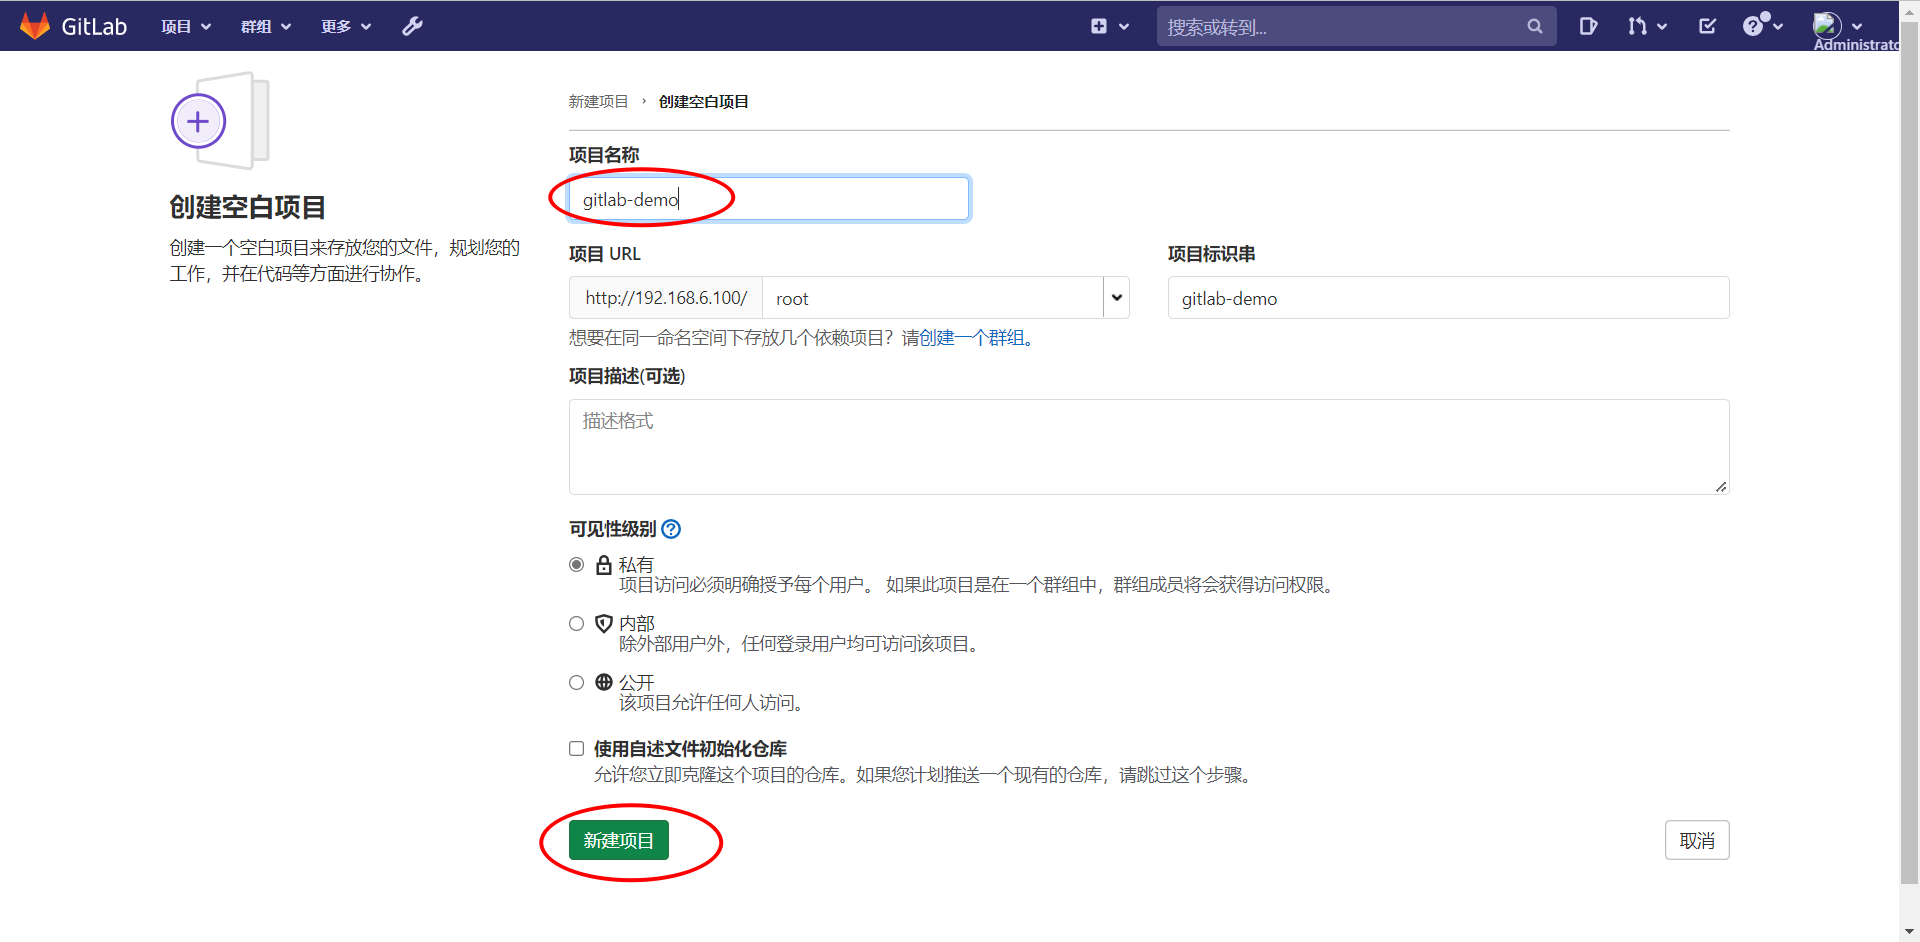 GitLab 项目 群组 更多 搜索或转到...
Administrato
新建项目 › 创建空白项目
创建空白项目
创建一个空白项目来存放您的文件，规划您的
工作，并在代码等方面进行协作。
项目名称
gitlab-demo
项目 URL
http://192.168.6.100/ root
项目标识串
gitlab-demo
想要在同一命名空间下存放几个依赖项目？请创建一个群组。
项目描述(可选)
描述格式
可见性级别
私有
项目访问必须明确授予每个用户。 如果此项目是在一个群组中，群组成员将会获得访问权限。
内部
除外部用户外，任何登录用户均可访问该项目。
公开
该项目允许任何人访问。
使用自述文件初始化仓库
允许您立即克隆这个项目的仓库。如果您计划推送一个现有的仓库，请跳过这个步骤。
新建项目 取消